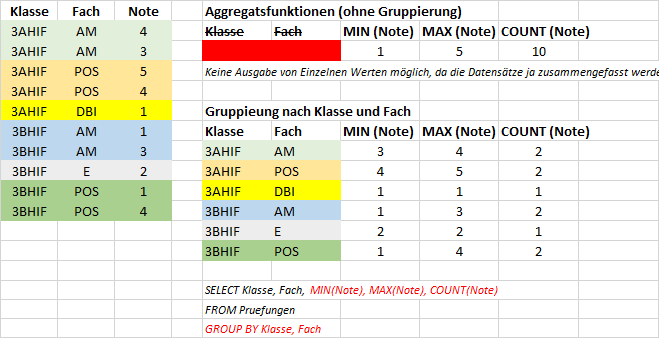 Klasse Fach Note
3AHIF AM 4
3AHIF AM 3
3AHIF POS 5
3AHIF POS 4
3AHIF DBI 1
3BHIF AM 1
3BHIF AM 3
3BHIF E 2
3BHIF POS 1
3BHIF POS 4
Aggregatsfunktionen (ohne Gruppierung)
Klasse Fach MIN (Note) MAX (Note) COUNT (Note)
1 5 10
Keine Ausgabe von Einzelnen Werten möglich, da die Datensätze ja zusammengefasst werde
Gruppieung nach Klasse und Fach
Klasse Fach MIN (Note) MAX (Note) COUNT (Note)
3AHIF AM 3 4 2
3AHIF POS 4 5 2
3AHIF DBI 1 1 1
3BHIF AM 1 3 2
3BHIF E 2 2 1
3BHIF POS 1 4 2
SELECT Klasse, Fach, MIN(Note), MAX(Note), COUNT(Note)
FROM Pruefungen
GROUP BY Klasse, Fach